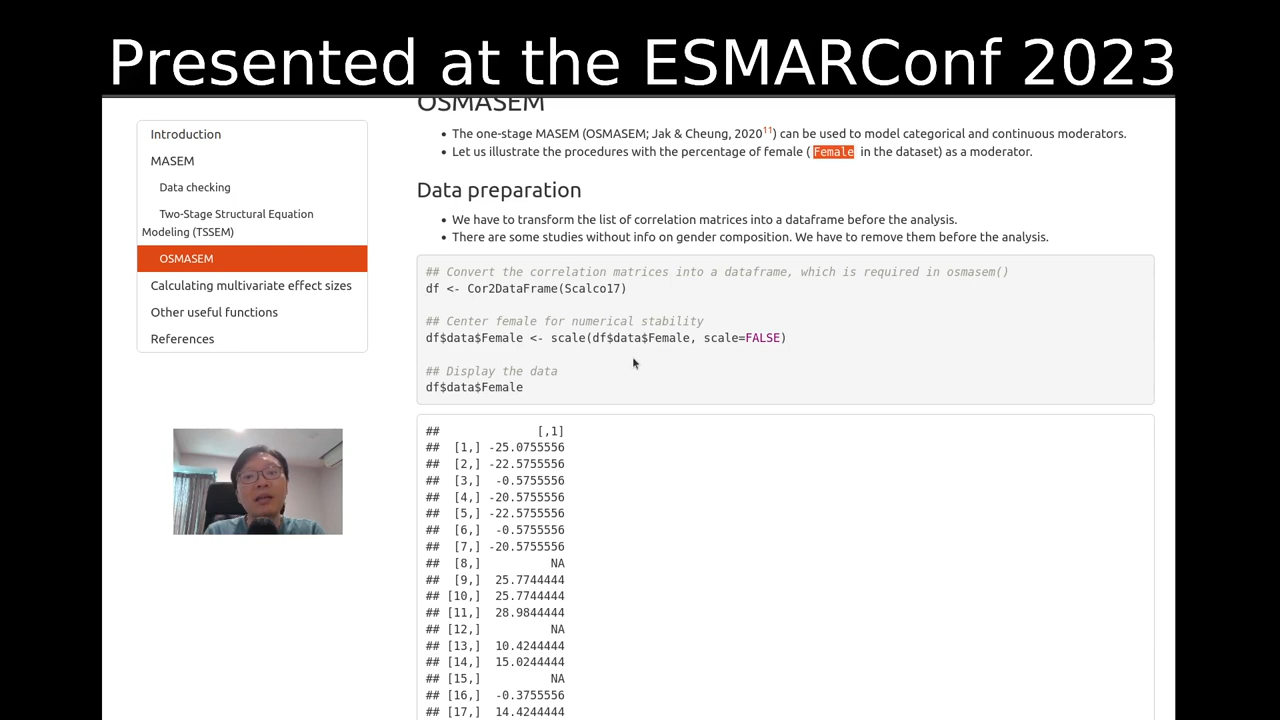 Presented at the ESMARConf 2023
OSMASEM
Introduction
MASEM
Data checking
Two-Stage Structural Equation
Modeling (TSSEM)
OSMASEM
Calculating multivariate effect sizes
Other useful functions
References
• The one-stage MASEM (OSMASEM; Jak & Cheung, 2020¹¹) can be used to model categorical and continuous moderators.
• Let us illustrate the procedures with the percentage of female ( Female in the dataset) as a moderator.
Data preparation
• We have to transform the list of correlation matrices into a dataframe before the analysis.
• There are some studies without info on gender composition. We have to remove them before the analysis.
## Convert the correlation matrices into a dataframe, which is required in osmasem()
df <- Cor2DataFrame(Scalco17)
## Center female for numerical stability
df$data$Female <- scale(df$data$Female, scale=FALSE)
## Display the data
df$data$Female
## [,1]
## [1,] -25.0755556
## [2,] -22.5755556
## [3,] -0.5755556
## [4,] -20.5755556
## [5,] -22.5755556
## [6,] -0.5755556
## [7,] -20.5755556
## [8,] NA
## [9,] 25.7744444
## [10,] 25.7744444
## [11,] 28.9844444
## [12,] NA
## [13,] 10.4244444
## [14,] 15.0244444
## [15,] NA
## [16,] -0.3755556
## [17,] 14.4244444